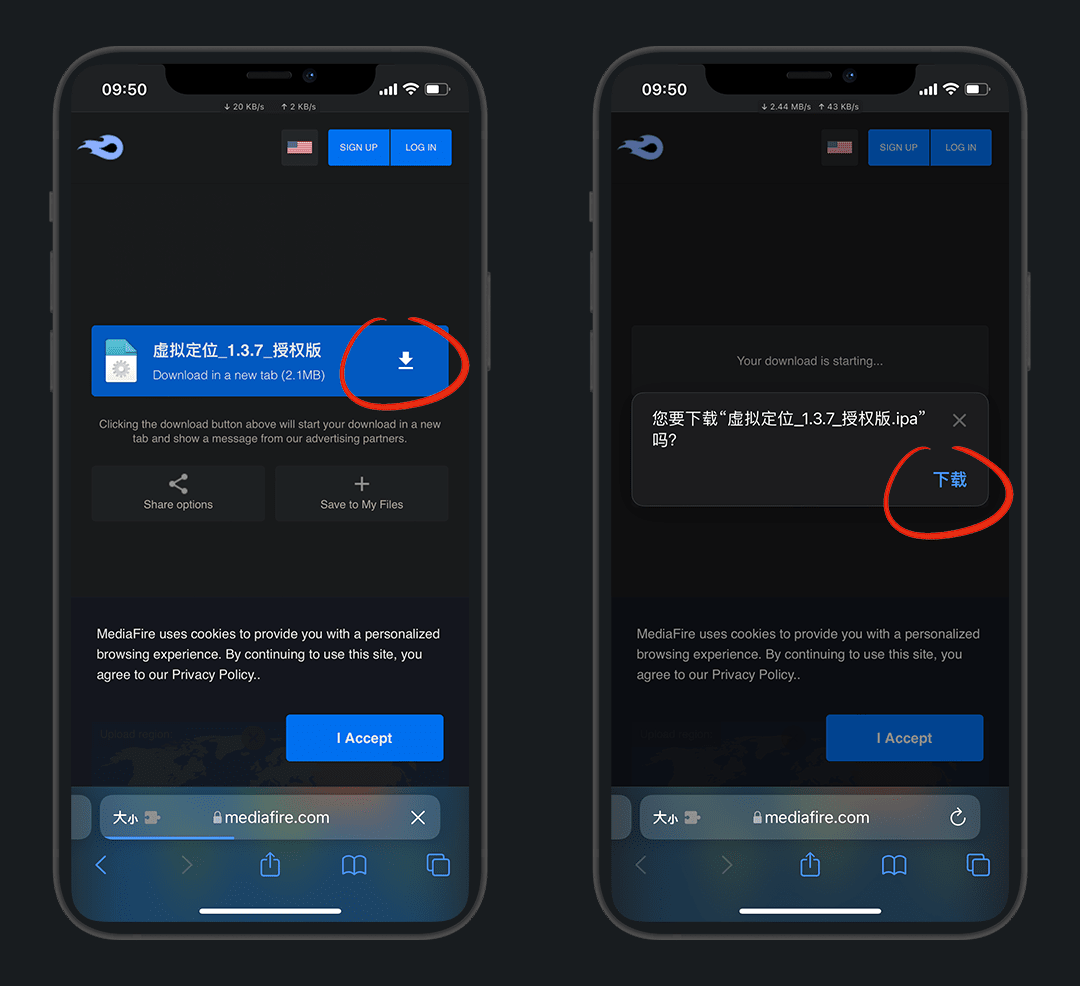 09:50
↓ 20 KB/s ↑ 2 KB/s
SIGN UP
LOG IN
虚拟定位_1.3.7_授权版
Download in a new tab (2.1MB)
Clicking the download button above will start your download in a new
tab and show a message from our advertising partners.
Share options
Save to My Files
MediaFire uses cookies to provide you with a personalized
browsing experience. By continuing to use this site, you
agree to our Privacy Policy..
Upload region:
I Accept
大小
mediafire.com
09:50
↓ 2.44 MB/s ↑ 43 KB/s
SIGN UP
LOG IN
Your download is starting...
您要下载“虚拟定位_1.3.7_授权版.ipa”
吗?
下载
MediaFire uses cookies to provide you with a personalized
browsing experience. By continuing to use this site, you
agree to our Privacy Policy..
I Accept
大小
mediafire.com